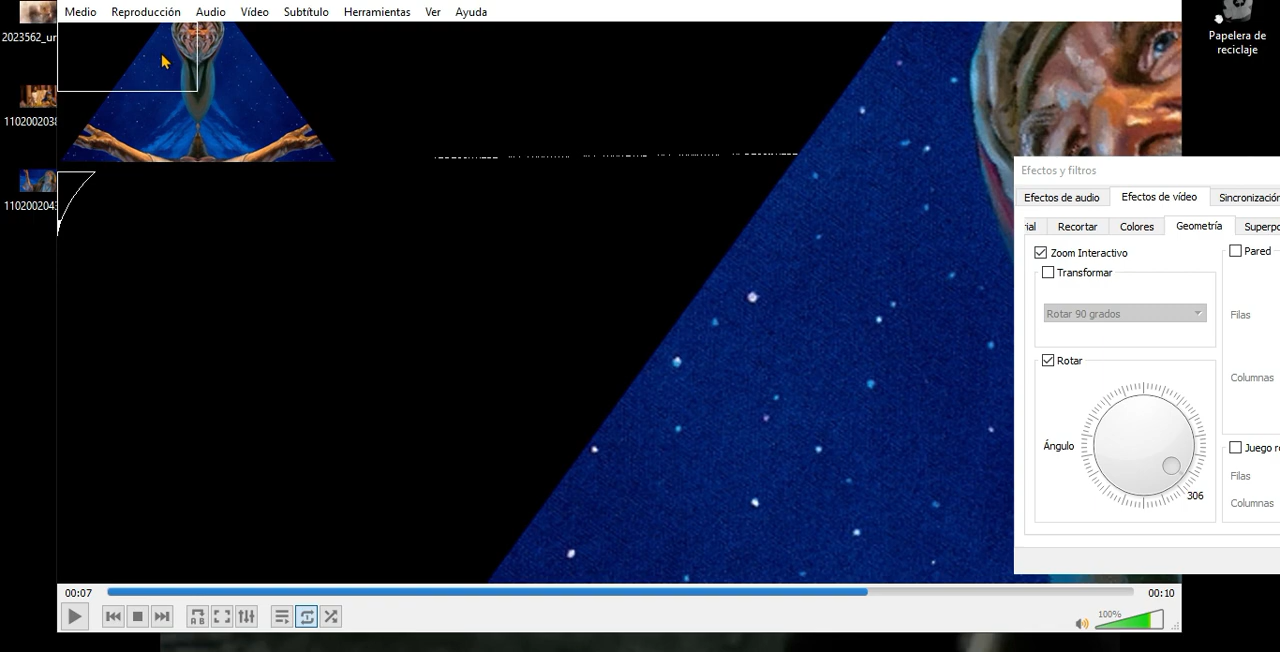 Medio Reproducción Audio Vídeo Subtítulo Herramientas Ver Ayuda
Papelera de
reciclaje
2023562_ur
1102002038
110200204
Efectos y filtros
Efectos de audio Efectos de vídeo Sincronización
ial Recortar Colores Geometría Superpo
Zoom Interactivo
Pared
Transformar
Rotar 90 grados
Filas
Rotar
Columnas
Ángulo
Juego r
Filas
306
Columnas
00:07 00:10
A B
100%